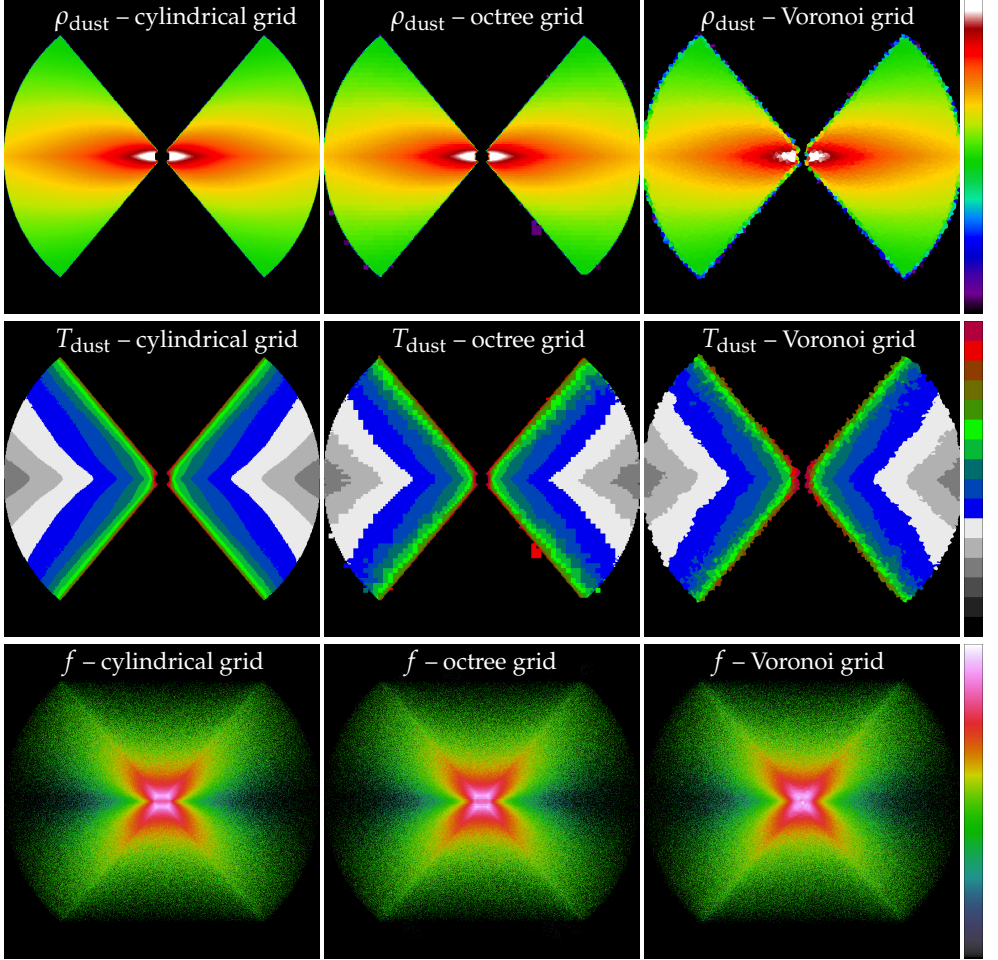 ρdust – cylindrical grid
ρdust – octree grid
ρdust – Voronoi grid
Tdust – cylindrical grid
Tdust – octree grid
Tdust – Voronoi grid
f – cylindrical grid
f – octree grid
f – Voronoi grid